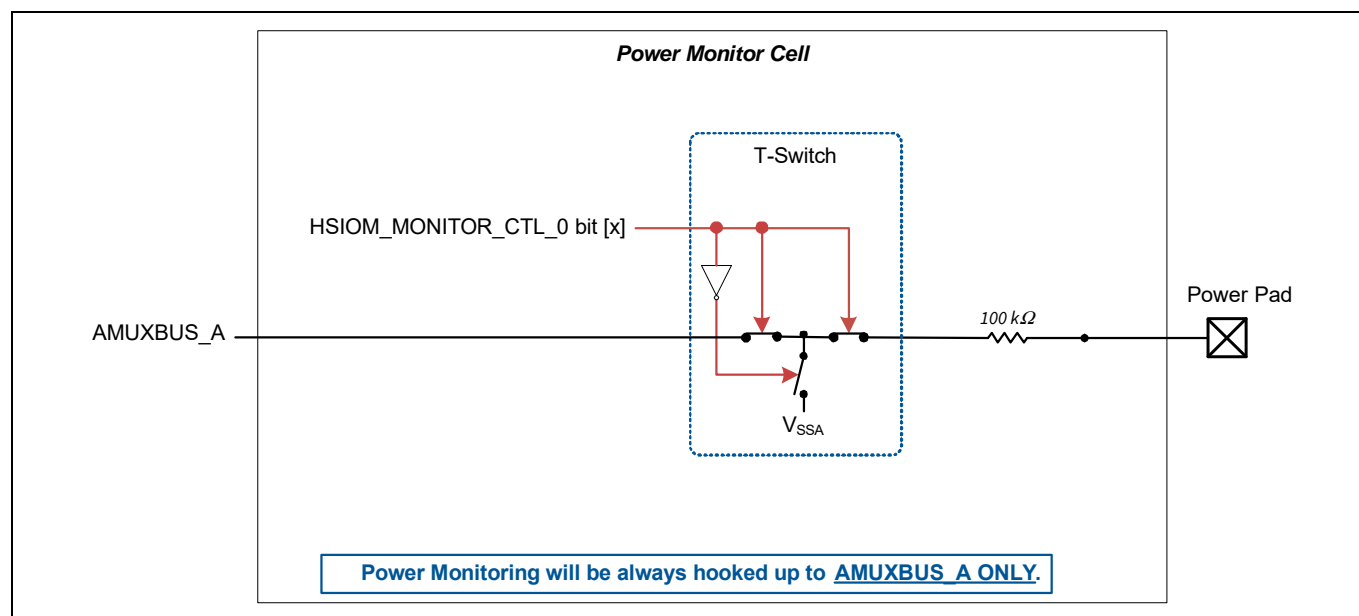 Power Monitor Cell
T-Switch
HSIOM_MONITOR_CTL_0 bit [x]
Power Pad
100 kΩ
AMUXBUS_A
VSSA
Power Monitoring will be always hooked up to AMUXBUS_A ONLY.